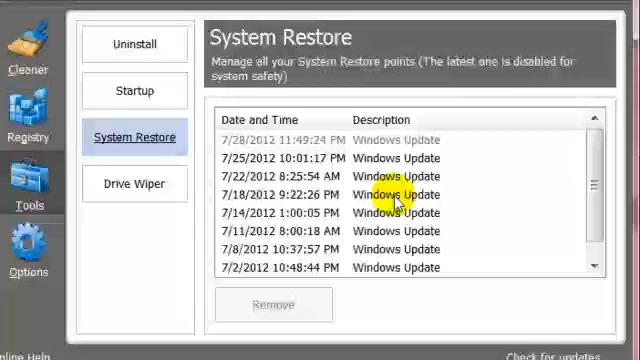 Cleaner
Registry
Tools
Options
Uninstall
Startup
System Restore
Drive Wiper
System Restore
Manage all your System Restore points (The latest one is disabled for
system safety)
Date and Time Description
7/28/2012 11:49:24 PM Windows Update
7/25/2012 10:01:17 PM Windows Update
7/22/2012 8:25:54 AM Windows Update
7/18/2012 9:22:26 PM Windows Update
7/14/2012 1:00:05 PM Windows Update
7/11/2012 8:00:18 AM Windows Update
7/8/2012 10:37:57 PM Windows Update
7/2/2012 10:48:44 PM Windows Update
Remove
nline Help
Check for updates